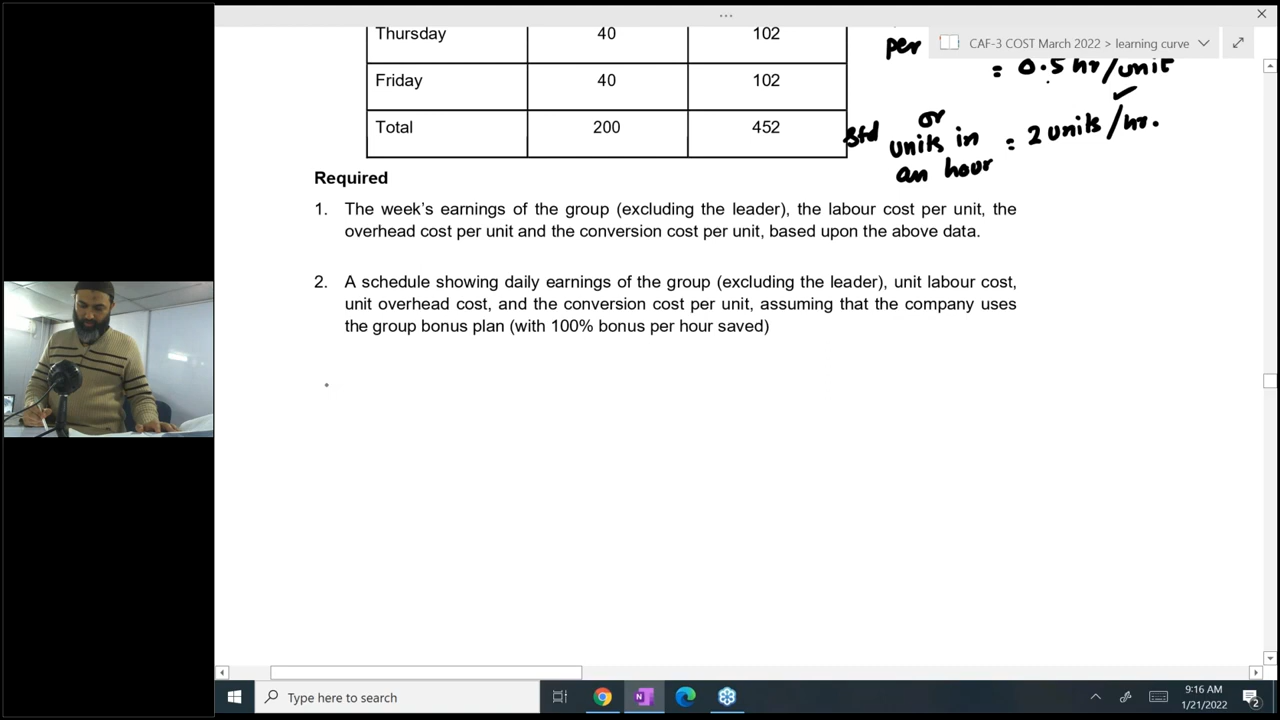 CAF-3 COST March 2022 > learning curve
Thursday 40 102
per
= 0.5 hr/unit
Friday 40 102
Total 200 452
Std or units in an hour = 2 units/hr.
Required
1. The week's earnings of the group (excluding the leader), the labour cost per unit, the
overhead cost per unit and the conversion cost per unit, based upon the above data.
2. A schedule showing daily earnings of the group (excluding the leader), unit labour cost,
unit overhead cost, and the conversion cost per unit, assuming that the company uses
the group bonus plan (with 100% bonus per hour saved)
Type here to search
9:16 AM
1/21/2022
2